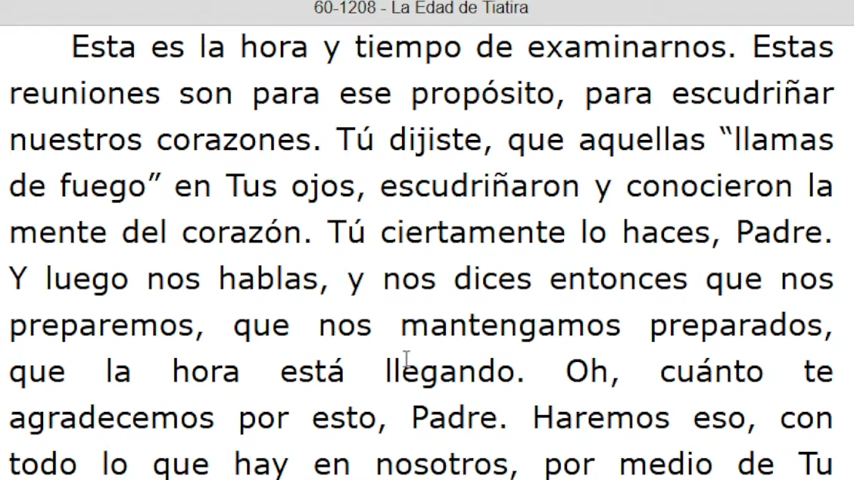 60-1208 - La Edad de Tiatira
Esta es la hora y tiempo de examinarnos. Estas
reuniones son para ese propósito, para escudriñar
nuestros corazones. Tú dijiste, que aquellas “llamas
de fuego” en Tus ojos, escudriñaron y conocieron la
mente del corazón. Tú ciertamente lo haces, Padre.
Y luego nos hablas, y nos dices entonces que nos
preparemos, que nos mantengamos preparados,
que la hora está llegando. Oh, cuánto te
agradecemos por esto, Padre. Haremos eso, con
todo lo que hay en nosotros, por medio de Tu